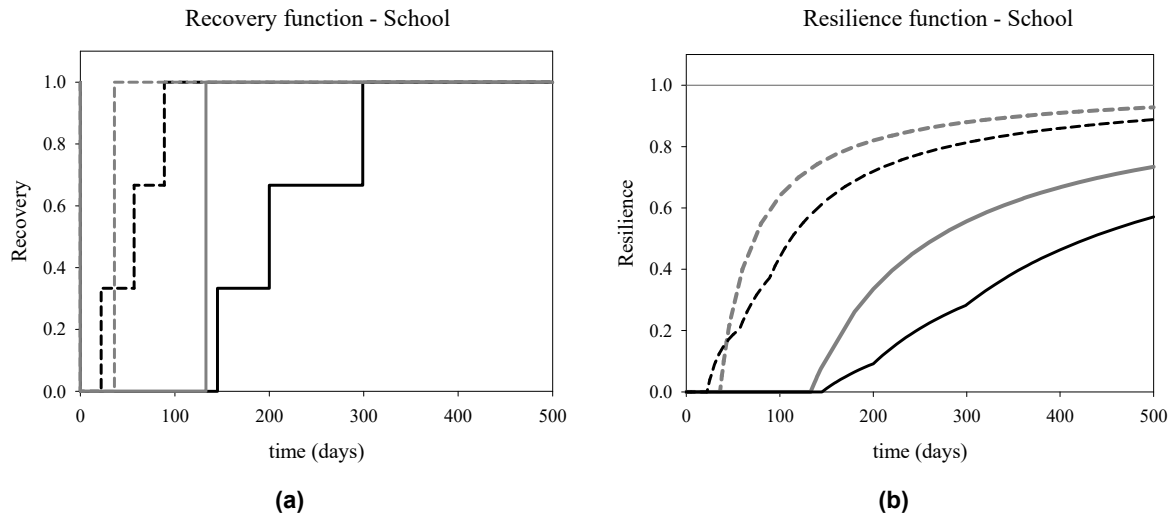 Recovery function - School
1.0
0.8
0.6
0.4
0.2
0.0
Recovery
0 100 200 300 400 500
time (days)
(a)
Resilience function - School
1.0
0.8
0.6
0.4
0.2
0.0
Resilience
0 100 200 300 400 500
time (days)
(b)